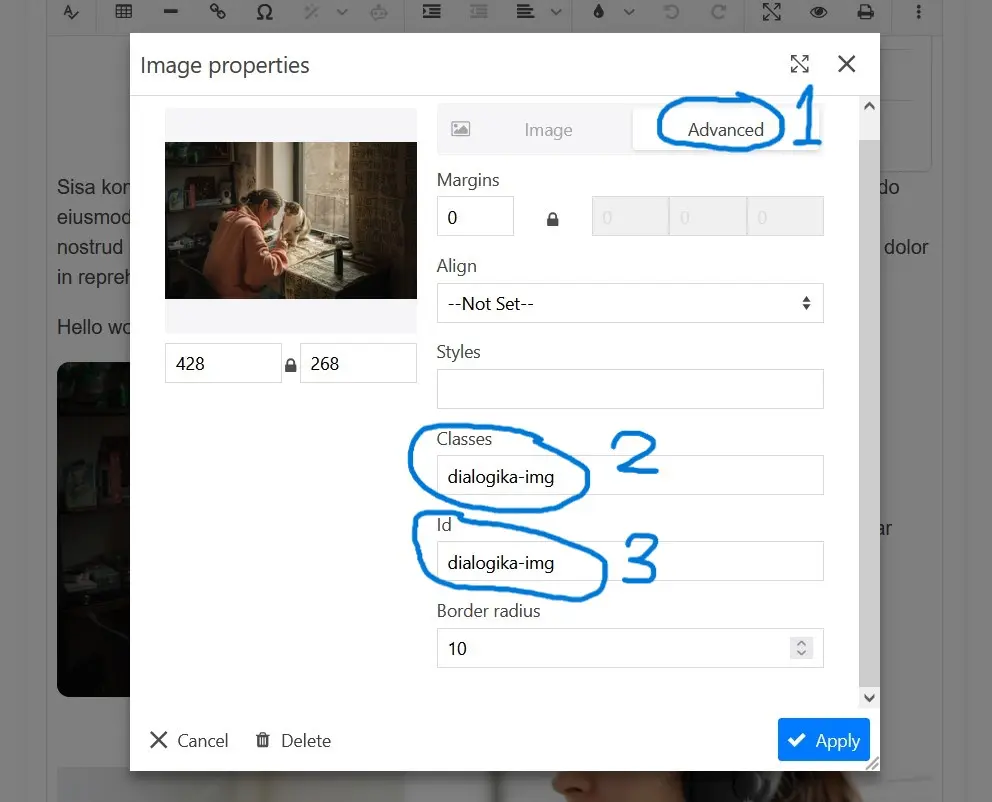 Image properties
Image
Advanced
1
Margins
0
0
0
0
Sisa kor
do
eiusmod
nostrud
dolor
in repreh
Align
--Not Set--
Hello wo
428
268
Styles
Classes
2
dialogika-img
Id
3
dialogika-img
ar
Border radius
10
Cancel
Delete
Apply